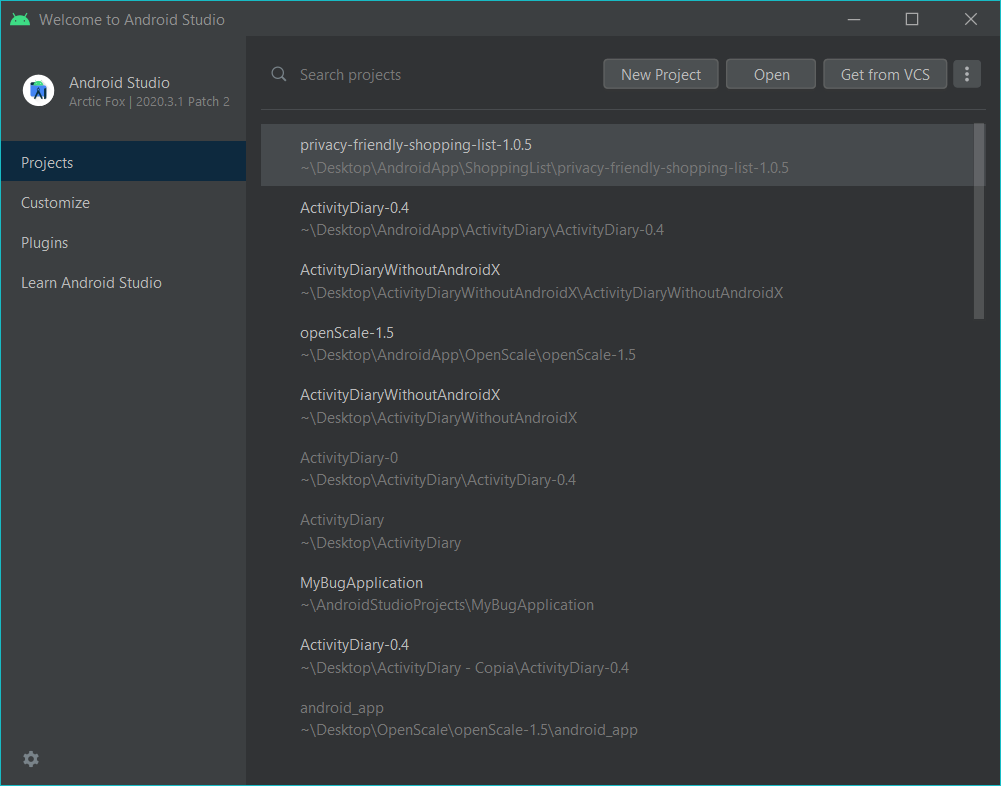 Welcome to Android Studio
Android Studio
Arctic Fox | 2020.3.1 Patch 2
Projects
Customize
Plugins
Learn Android Studio
Search projects
New Project
Open
Get from VCS
privacy-friendly-shopping-list-1.0.5
~\Desktop\AndroidApp\ShoppingList\privacy-friendly-shopping-list-1.0.5
ActivityDiary-0.4
~\Desktop\AndroidApp\ActivityDiary\ActivityDiary-0.4
ActivityDiaryWithoutAndroidX
~\Desktop\ActivityDiaryWithoutAndroidX\ActivityDiaryWithoutAndroidX
openScale-1.5
~\Desktop\AndroidApp\OpenScale\openScale-1.5
ActivityDiaryWithoutAndroidX
~\Desktop\ActivityDiaryWithoutAndroidX
ActivityDiary-0
~\Desktop\ActivityDiary\ActivityDiary-0.4
ActivityDiary
~\Desktop\ActivityDiary
MyBugApplication
~\AndroidStudioProjects\MyBugApplication
ActivityDiary-0.4
~\Desktop\ActivityDiary - Copia\ActivityDiary-0.4
android_app
~\Desktop\OpenScale\openScale-1.5\android_app